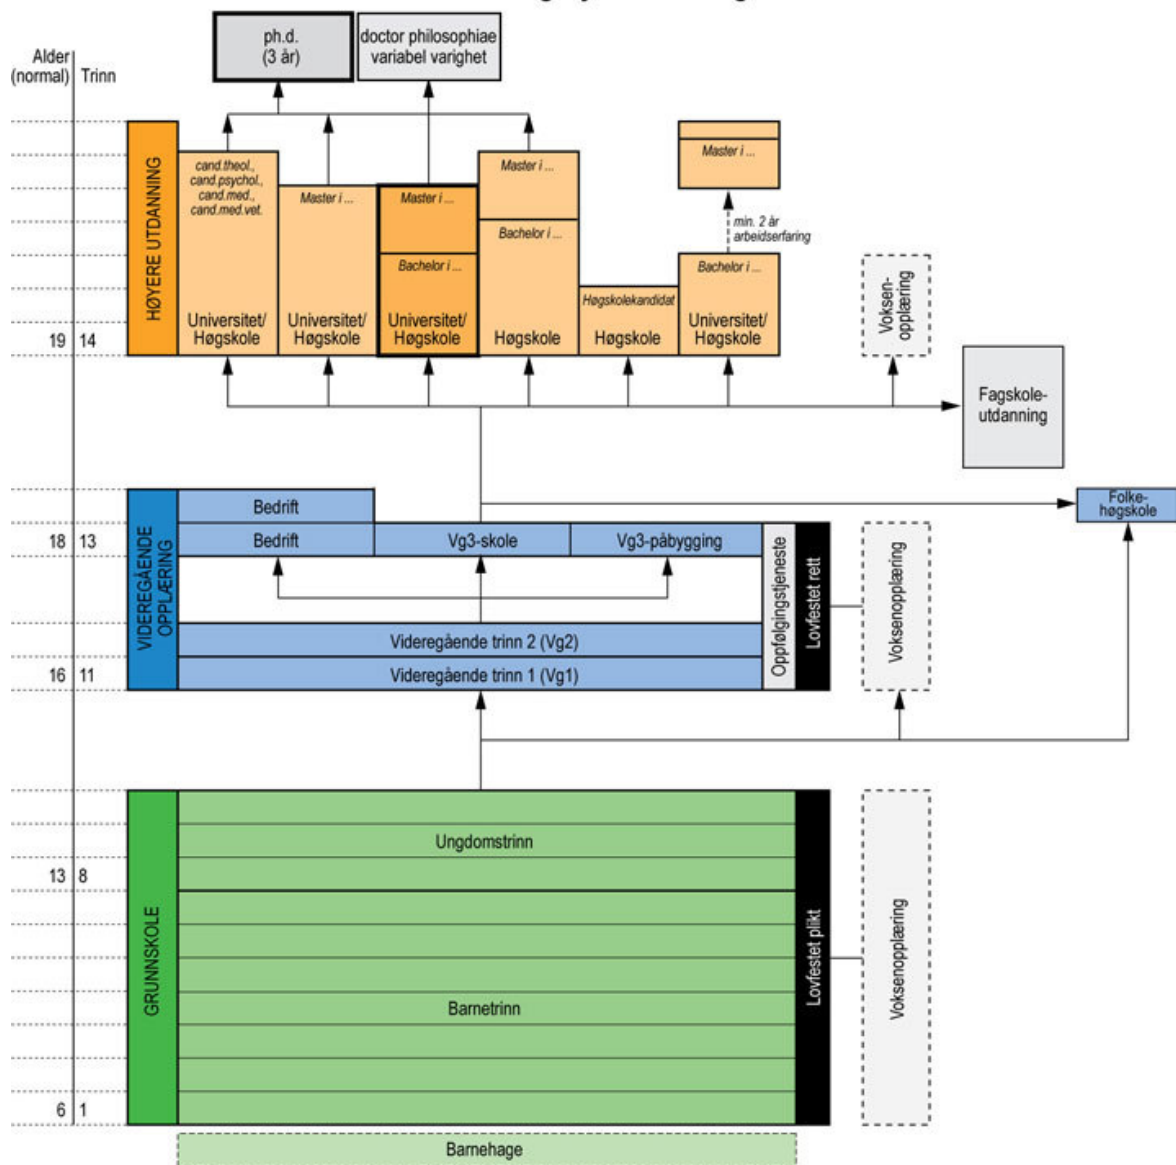 ph.d.
(3 år)
doctor philosophiae
variabel varighet
Alder
(normal)
Trinn
HØYERE UTDANNING
cand.theol.,
cand.psychol.,
cand.med.,
cand.med.vet.
Universitet/
Høgskole
Master i ...
Universitet/
Høgskole
Master i ...
Bachelor i ...
Universitet/
Høgskole
Master i ...
Bachelor i ...
Høgskole
Høgskolekandidat
Høgskole
Master i ...
min. 2 år
arbeidserfaring
Bachelor i ...
Universitet/
Høgskole
Voksen-
opplæring
19 14
Fagskole-
utdanning
VIDEREGÅENDE
OPPLÆRING
Bedrift
Folke-
høgskole
18 13
Bedrift
Vg3-skole
Vg3-påbygging
Oppfølgingstjeneste
Lovfestet rett
Voksenopplæring
Videregående trinn 2 (Vg2)
16 11
Videregående trinn 1 (Vg1)
GRUNNSKOLE
Ungdomstrinn
13 8
Lovfestet plikt
Voksenopplæring
Barnetrinn
6 1
Barnehage